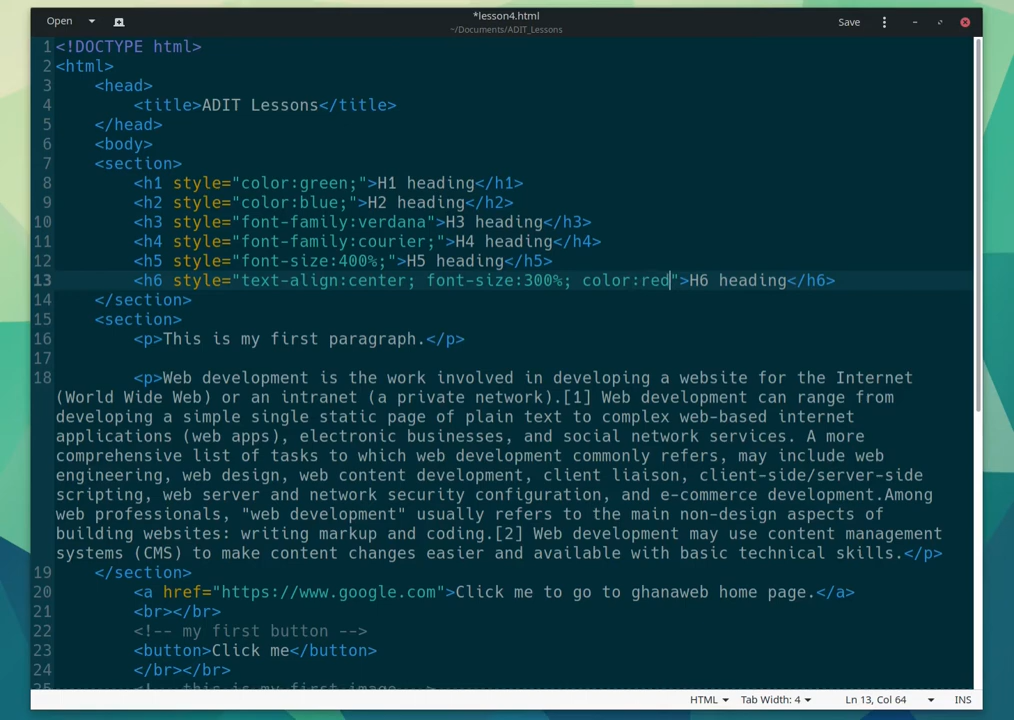 Open
*lesson4.html
~/Documents/ADIT_Lessons
Save
1 <!DOCTYPE html>
2 <html>
3     <head>
4         <title>ADIT Lessons</title>
5     </head>
6     <body>
7     <section>
8         <h1 style="color:green;">H1 heading</h1>
9         <h2 style="color:blue;">H2 heading</h2>
10         <h3 style="font-family:verdana">H3 heading</h3>
11         <h4 style="font-family:courier;">H4 heading</h4>
12         <h5 style="font-size:400%;">H5 heading</h5>
13         <h6 style="text-align:center; font-size:300%; color:red">H6 heading</h6>
14     </section>
15     <section>
16         <p>This is my first paragraph.</p>
17
18         <p>Web development is the work involved in developing a website for the Internet
(World Wide Web) or an intranet (a private network).[1] Web development can range from
developing a simple single static page of plain text to complex web-based internet
applications (web apps), electronic businesses, and social network services. A more
comprehensive list of tasks to which web development commonly refers, may include web
engineering, web design, web content development, client liaison, client-side/server-side
scripting, web server and network security configuration, and e-commerce development.Among
web professionals, "web development" usually refers to the main non-design aspects of
building websites: writing markup and coding.[2] Web development may use content management
systems (CMS) to make content changes easier and available with basic technical skills.</p>
19     </section>
20         <a href="https://www.google.com">Click me to go to ghanaweb home page.</a>
21         <br></br>
22         <!-- my first button -->
23         <button>Click me</button>
24         </br></br>
25         <!-- this is my first image -->
HTML
Tab Width: 4
Ln 13, Col 64
INS